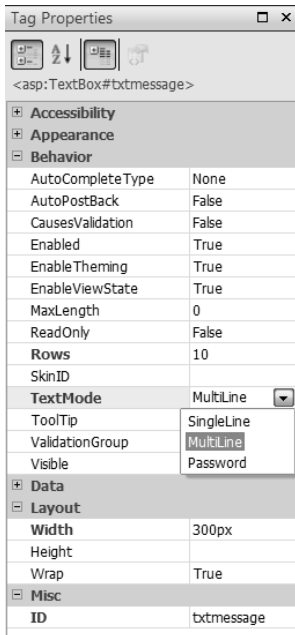 Tag Properties
<asp:TextBox#txtmessage>
Accessibility
Appearance
Behavior
AutoCompleteType None
AutoPostBack False
CausesValidation False
Enabled True
EnableTheming True
EnableViewState True
MaxLength 0
ReadOnly False
Rows 10
SkinID
TextMode MultiLine
ToolTip SingleLine
ValidationGroup MultiLine
Visible Password
Data
Layout
Width 300px
Height
Wrap True
Misc
ID txtmessage